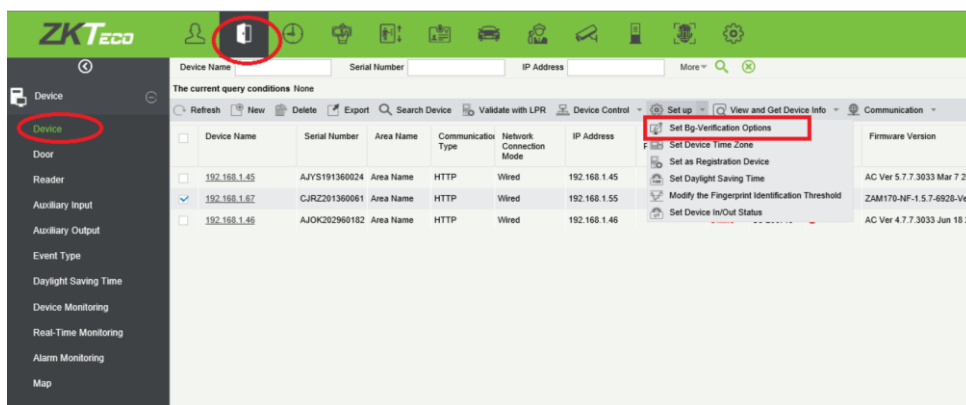 ZKTeco
Device Name Serial Number IP Address More
The current query conditions None
Refresh New Delete Export Search Device Validate with LPR Device Control Set up View and Get Device Info Communication
Device
Device
Door
Reader
Auxiliary Input
Auxiliary Output
Event Type
Daylight Saving Time
Device Monitoring
Real-Time Monitoring
Alarm Monitoring
Map
Set Bg-Verification Options
Set Device Time Zone
Set as Registration Device
Set Daylight Saving Time
Modify the Fingerprint Identification Threshold
Set Device In/Out Status
Device Name Serial Number Area Name Communication Type Network Connection Mode IP Address Firmware Version
192.168.1.45 AJYS191360024 Area Name HTTP Wired 192.168.1.45 AC Ver 5.7.7.3033 Mar 7 2
192.168.1.67 CJRZ201360061 Area Name HTTP Wired 192.168.1.55 ZAM170-NF-1.5.7-6928-Ve
192.168.1.46 AJOK202960182 Area Name HTTP Wired 192.168.1.46 AC Ver 4.7.7.3033 Jun 18